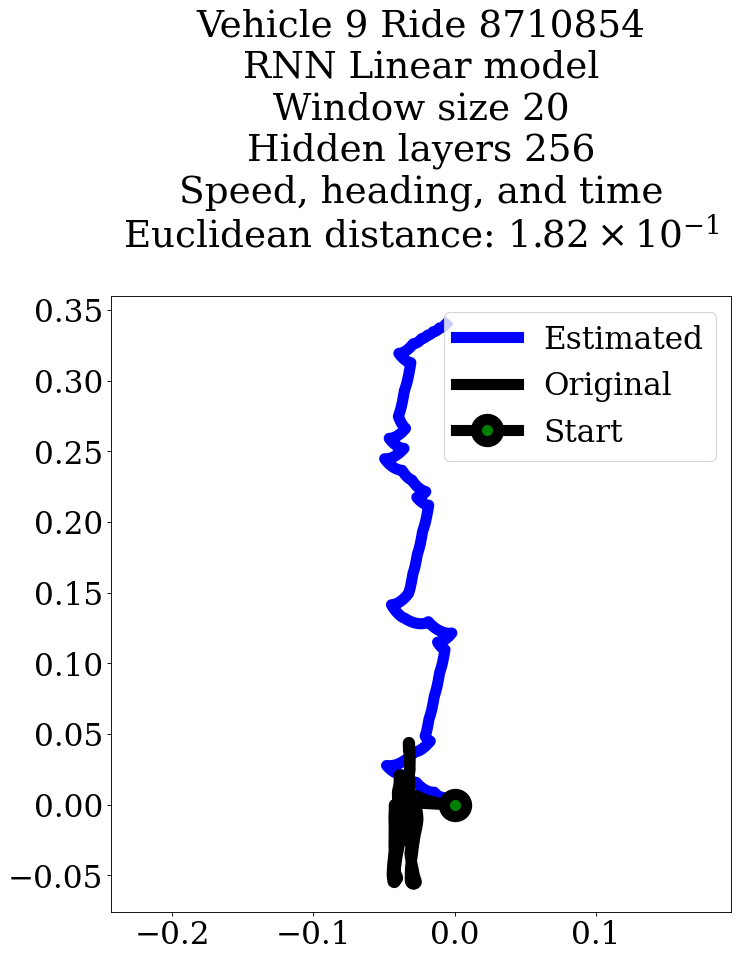 Vehicle 9 Ride 8710854
RNN Linear model
Window size 20
Hidden layers 256
Speed, heading, and time
Euclidean distance: 1.82 × 10⁻¹
0.35
0.30
0.25
0.20
0.15
0.10
0.05
0.00
−0.05
−0.2 −0.1 0.0 0.1
Estimated
Original
Start